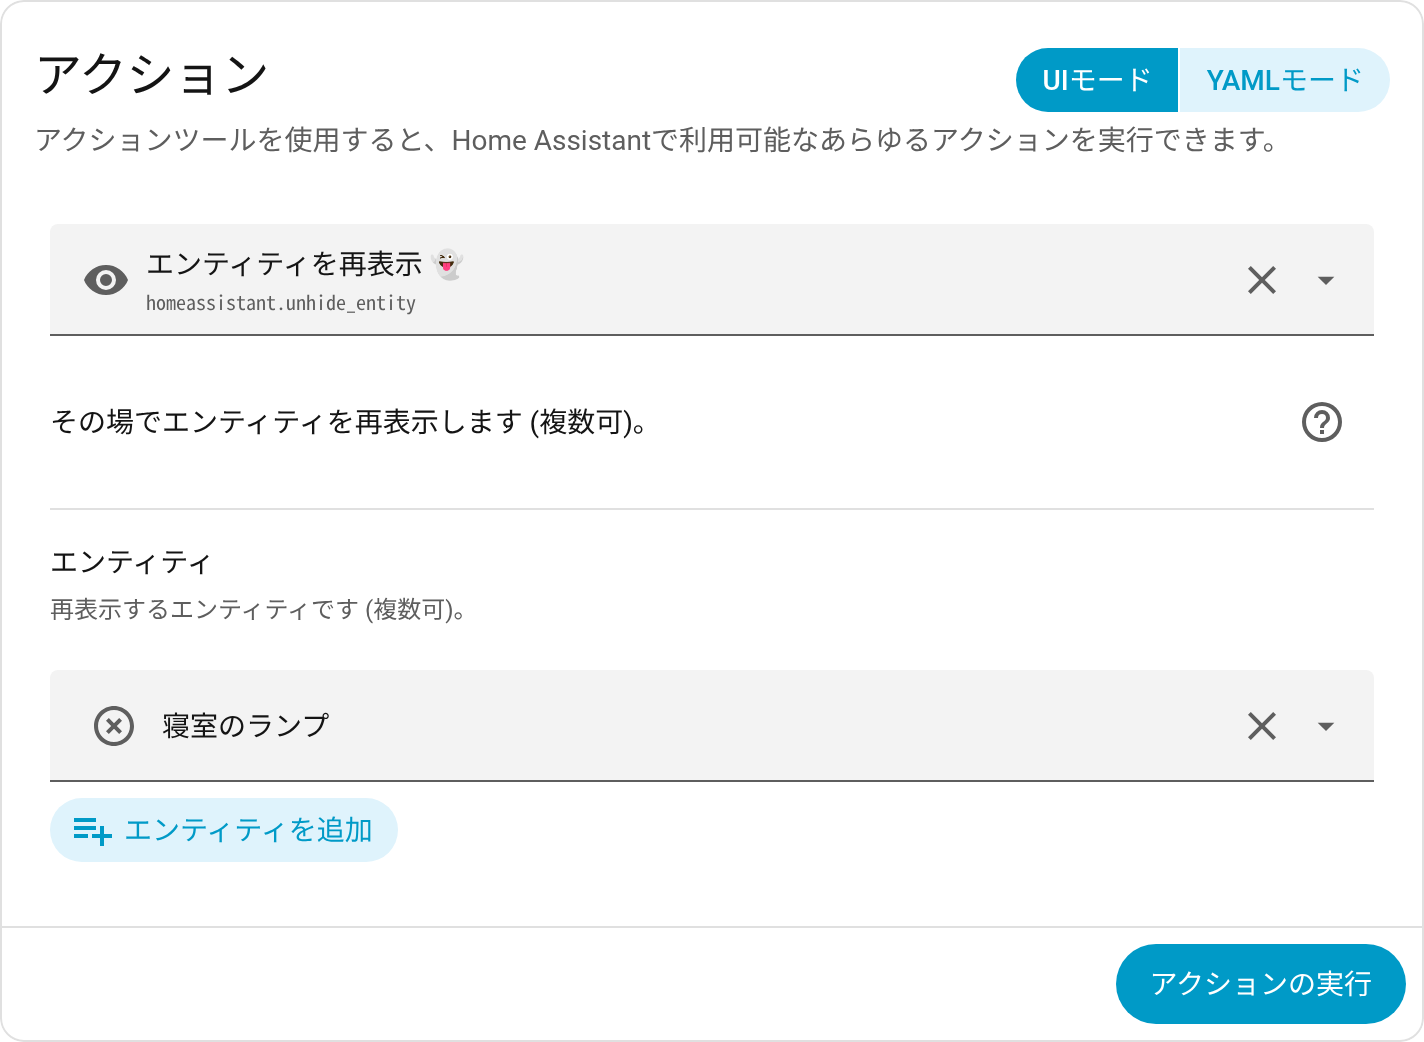 アクション
UIモード
YAMLモード
アクションツールを使用すると、Home Assistantで利用可能なあらゆるアクションを実行できます。
エンティティを再表示 👻
homeassistant.unhide_entity
その場でエンティティを再表示します (複数可)。
エンティティ
再表示するエンティティです (複数可)。
寝室のランプ
エンティティを追加
アクションの実行